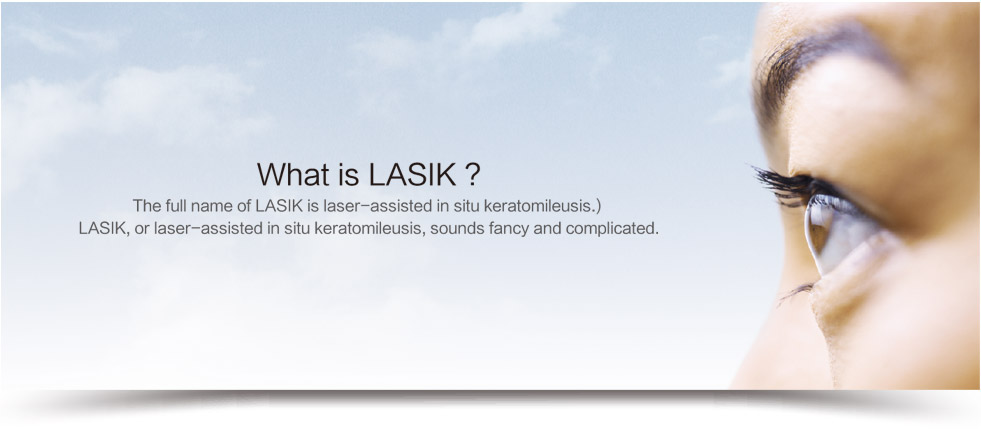 What is LASIK ?
The full name of LASIK is laser-assisted in situ keratomileusis.)
LASIK, or laser-assisted in situ keratomileusis, sounds fancy and complicated.